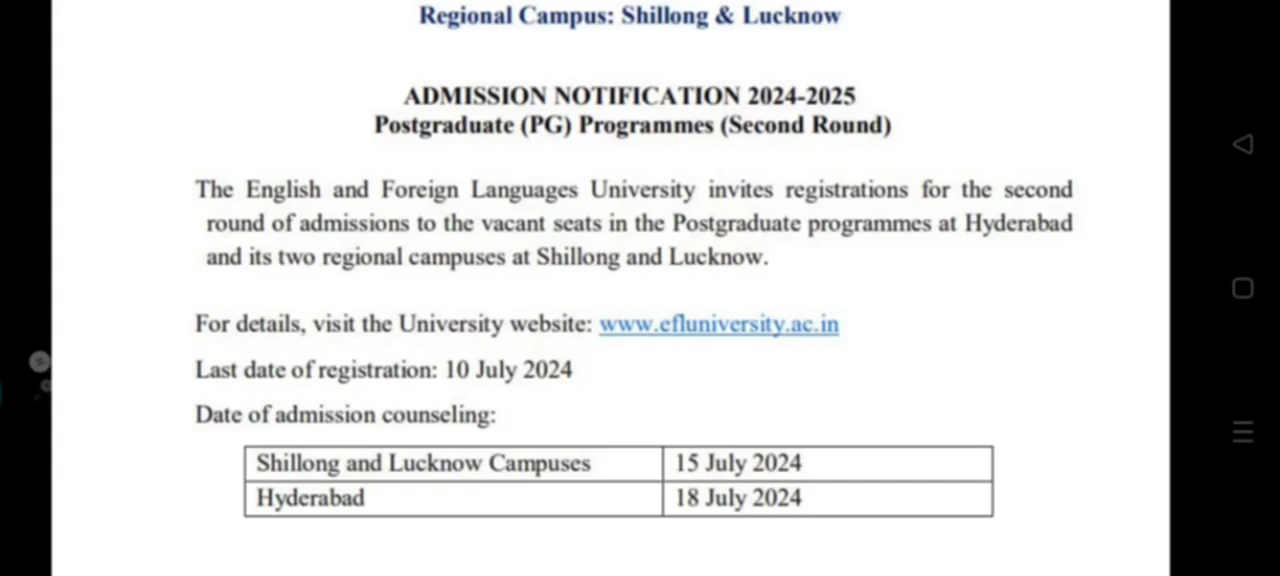 Regional Campus: Shillong & Lucknow
ADMISSION NOTIFICATION 2024-2025
Postgraduate (PG) Programmes (Second Round)
The English and Foreign Languages University invites registrations for the second
round of admissions to the vacant seats in the Postgraduate programmes at Hyderabad
and its two regional campuses at Shillong and Lucknow.
For details, visit the University website: www.efluniversity.ac.in
Last date of registration: 10 July 2024
Date of admission counseling:
Shillong and Lucknow Campuses 15 July 2024
Hyderabad 18 July 2024